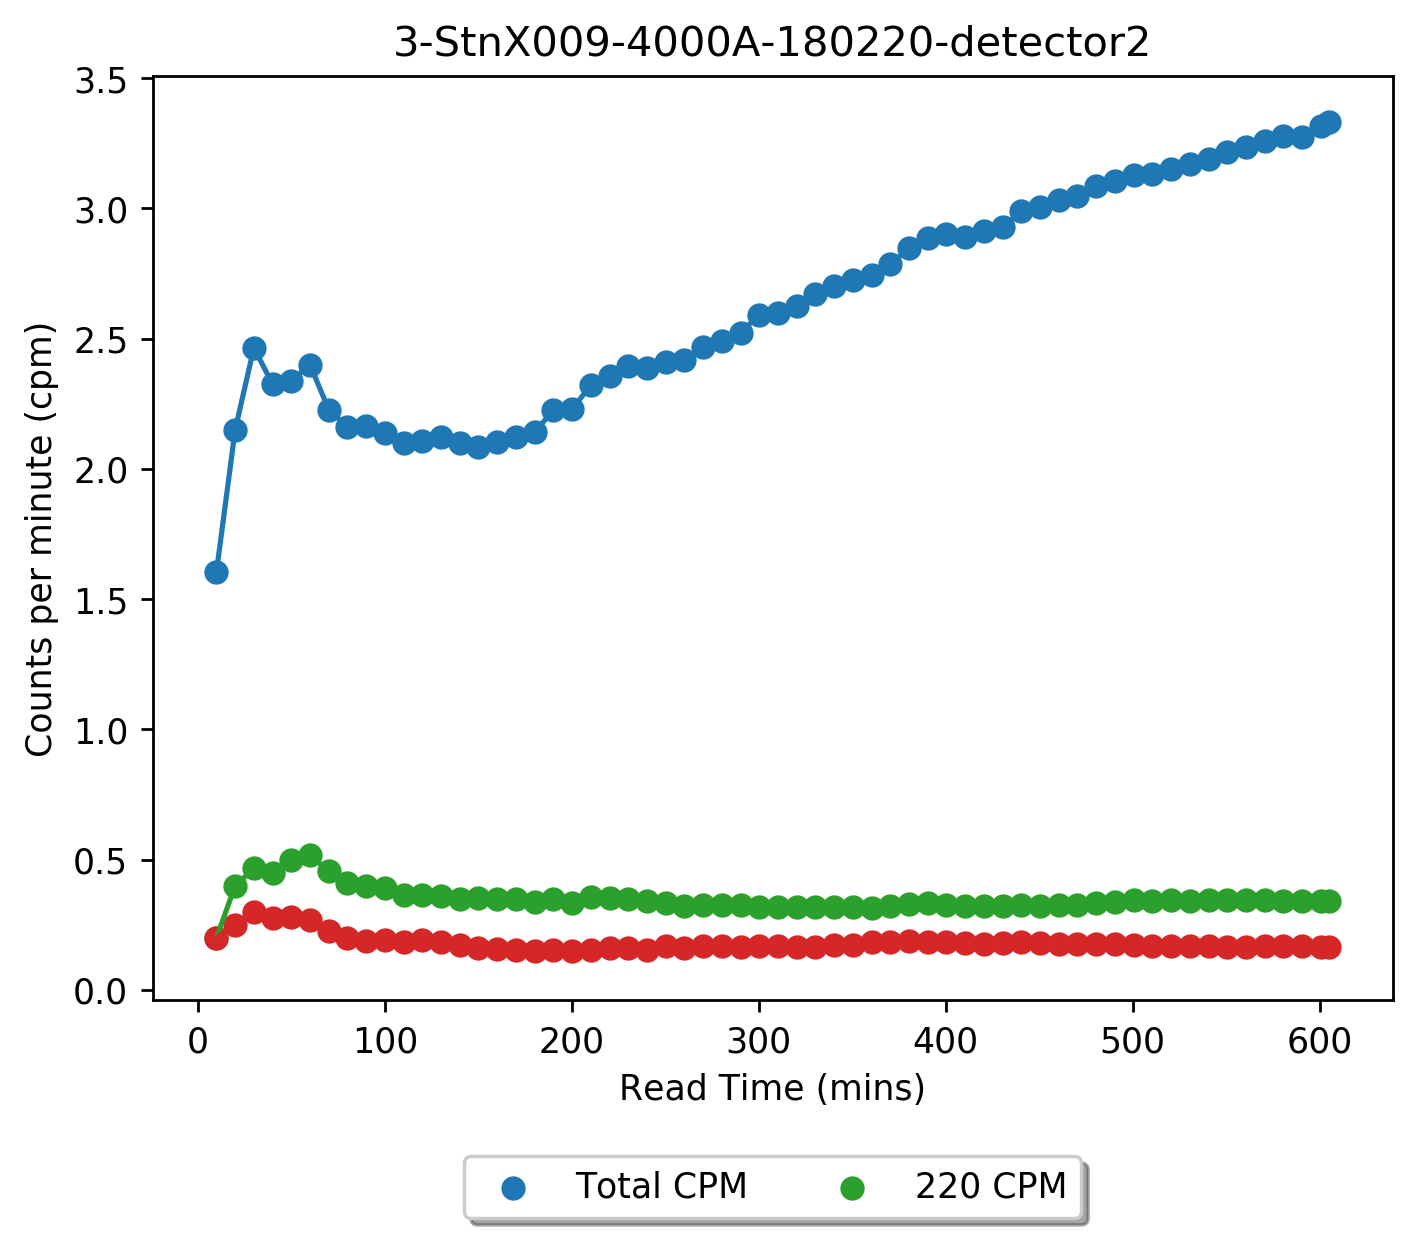 3-StnX009-4000A-180220-detector2
3.5
3.0
2.5
2.0
1.5
1.0
0.5
0.0
Counts per minute (cpm)
0 100 200 300 400 500 600
Read Time (mins)
Total CPM 220 CPM